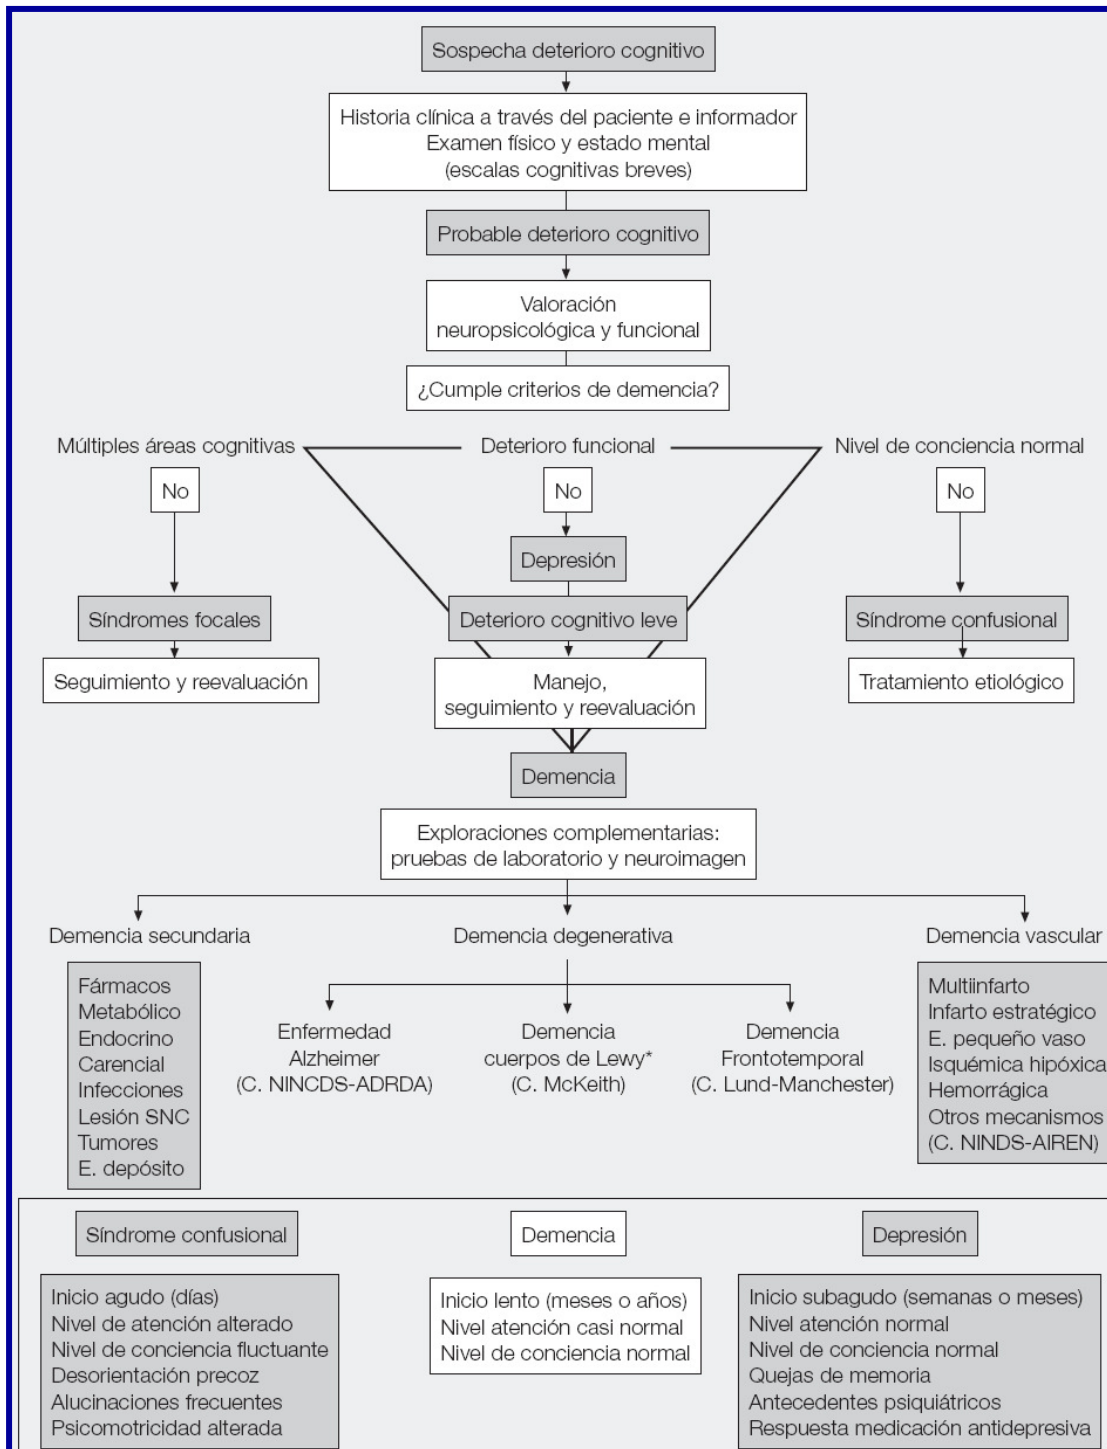 Sospecha deterioro cognitivo
Historia clínica a través del paciente e informador
Examen físico y estado mental
(escalas cognitivas breves)
Probable deterioro cognitivo
Valoración
neuropsicológica y funcional
¿Cumple criterios de demencia?
Múltiples áreas cognitivas
Deterioro funcional
Nivel de conciencia normal
No
No
No
Depresión
Síndromes focales
Deterioro cognitivo leve
Síndrome confusional
Seguimiento y reevaluación
Manejo,
seguimiento y reevaluación
Tratamiento etiológico
Demencia
Exploraciones complementarias:
pruebas de laboratorio y neuroimagen
Demencia secundaria
Demencia degenerativa
Demencia vascular
Fármacos
Metabólico
Endocrino
Carencial
Infecciones
Lesión SNC
Tumores
E. depósito
Enfermedad
Alzheimer
(C. NINCDS-ADRDA)
Demencia
cuerpos de Lewy*
(C. McKeith)
Demencia
Frontotemporal
(C. Lund-Manchester)
Multiinfarto
Infarto estratégico
E. pequeño vaso
Isquémica hipóxica
Hemorrágica
Otros mecanismos
(C. NINDS-AIREN)
Síndrome confusional
Inicio agudo (días)
Nivel de atención alterado
Nivel de conciencia fluctuante
Desorientación precoz
Alucinaciones frecuentes
Psicomotricidad alterada
Demencia
Inicio lento (meses o años)
Nivel atención casi normal
Nivel de conciencia normal
Depresión
Inicio subagudo (semanas o meses)
Nivel atención normal
Nivel de conciencia normal
Quejas de memoria
Antecedentes psiquiátricos
Respuesta medicación antidepresiva